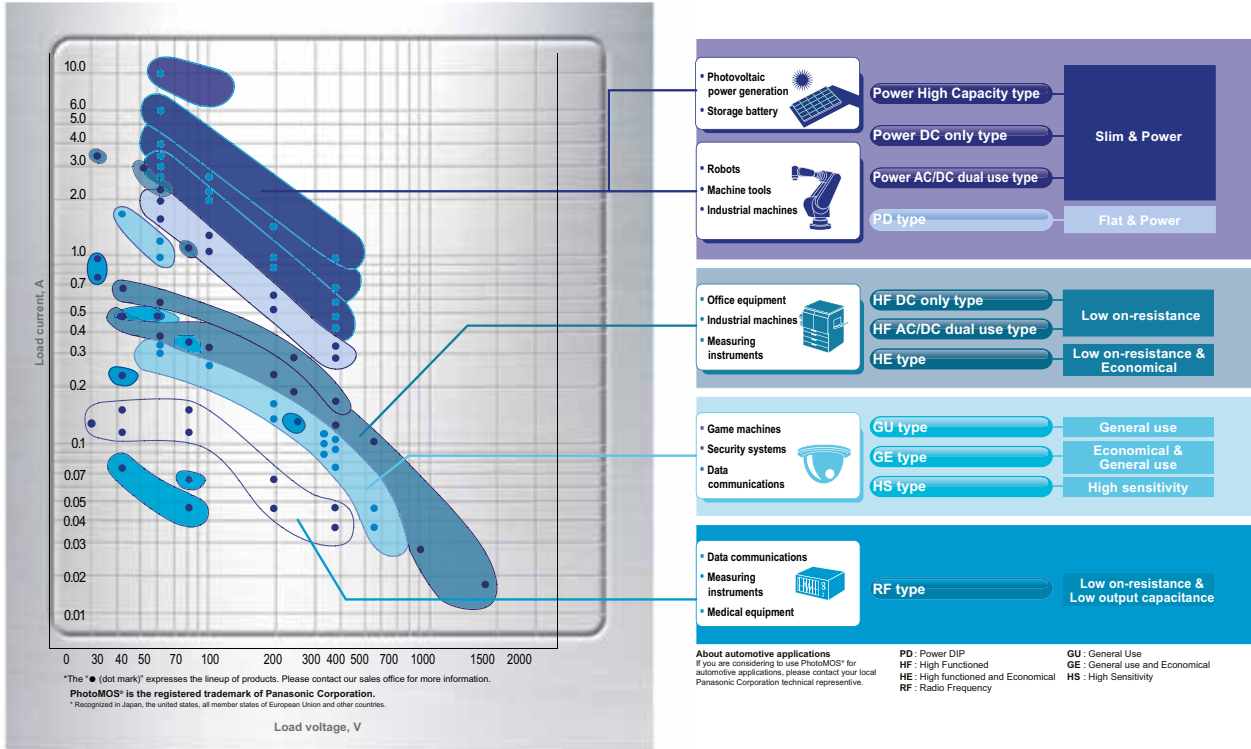 Load current, A
10.0
6.0
5.0
4.0
3.0
2.0
1.0
0.7
0.5
0.4
0.3
0.2
0.1
0.07
0.05
0.04
0.03
0.02
0.01
0 30 40 50 70 100 200 300 400 500 700 1000 1500 2000
*The “● (dot mark)” expresses the lineup of products. Please contact our sales office for more information.
PhotoMOS® is the registered trademark of Panasonic Corporation.
* Recognized in Japan, the united states, all member states of European Union and other countries.
Load voltage, V
• Photovoltaic
power generation
• Storage battery
• Robots
• Machine tools
• Industrial machines
Power High Capacity type
Power DC only type
Power AC/DC dual use type
PD type
Slim & Power
Flat & Power
• Office equipment
• Industrial machines
• Measuring
instruments
HF DC only type
HF AC/DC dual use type
HE type
Low on-resistance
Low on-resistance &
Economical
• Game machines
• Security systems
• Data
communications
GU type
GE type
HS type
General use
Economical &
General use
High sensitivity
• Data communications
• Measuring
instruments
• Medical equipment
RF type
Low on-resistance &
Low output capacitance
About automotive applications
If you are considering to use PhotoMOS® for
automotive applications, please contact your local
Panasonic Corporation technical representive.
PD : Power DIP
HF : High Functioned
HE : High functioned and Economical
RF : Radio Frequency
GU : General Use
GE : General use and Economical
HS : High Sensitivity